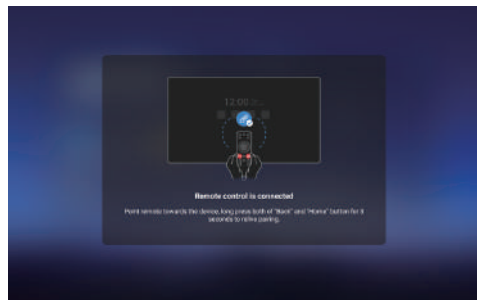 12:00
Remote control is connected
Point remote towards the device, long press both of "Back" and "Home" button for 3
seconds to retive pairing.